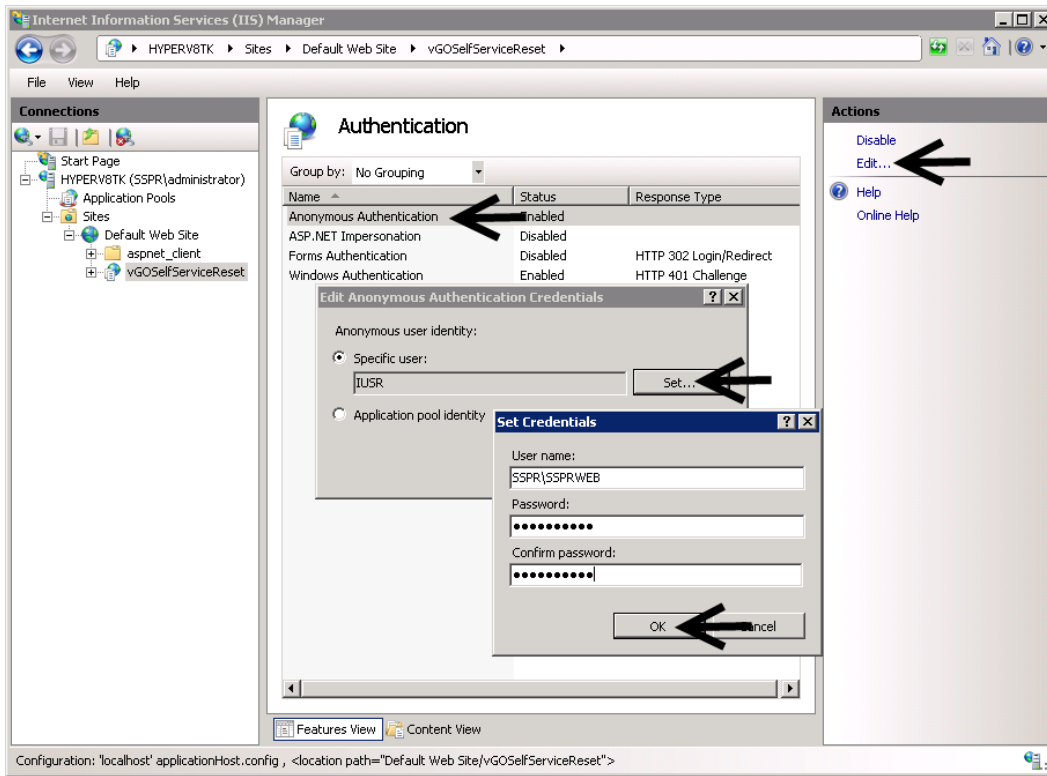 Internet Information Services (IIS) Manager
HYPERV8TK Sites Default Web Site vGOSelfServiceReset
File View Help
Connections
Start Page
HYPERV8TK (SSPR\administrator)
Application Pools
Sites
Default Web Site
aspnet_client
vGOSelfServiceReset
Authentication
Group by: No Grouping
Name Status Response Type
Anonymous Authentication Enabled
ASP.NET Impersonation Disabled
Forms Authentication Disabled HTTP 302 Login/Redirect
Windows Authentication Enabled HTTP 401 Challenge
Edit Anonymous Authentication Credentials
Anonymous user identity:
Specific user:
IUSR Set...
Application pool identity
Set Credentials
User name:
SSPR\SSPRWEB
Password:
●●●●●●●●●●
Confirm password:
●●●●●●●●●●
OK Cancel
Features View Content View
Actions
Disable
Edit...
Help
Online Help
Configuration: 'localhost' applicationHost.config , <location path="Default Web Site/vGOSelfServiceReset">